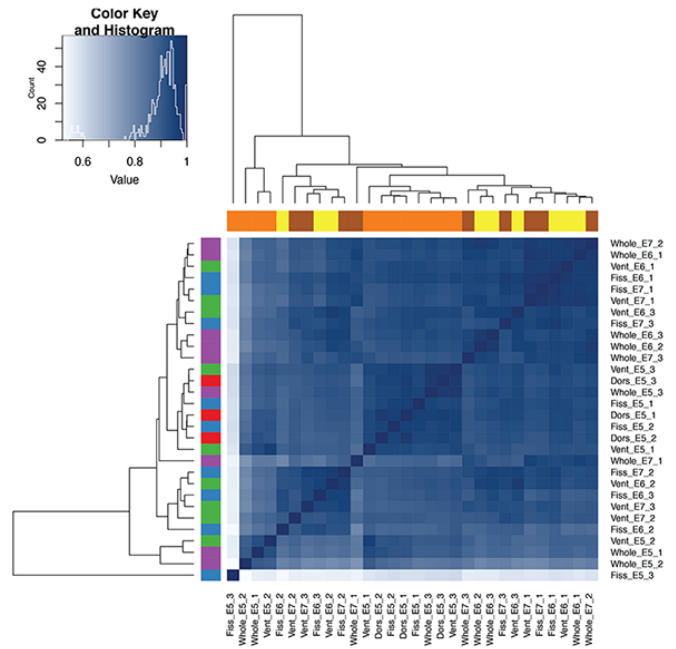 Color Key
and Histogram
Count
0 20 40
0.6 0.8 1
Value
Whole_E7_2
Whole_E6_1
Vent_E6_1
Fiss_E6_1
Fiss_E7_1
Vent_E7_1
Vent_E6_3
Fiss_E7_3
Whole_E6_3
Whole_E6_2
Whole_E7_3
Vent_E5_3
Dors_E5_3
Whole_E5_3
Fiss_E5_1
Dors_E5_1
Fiss_E5_2
Dors_E5_2
Vent_E5_1
Whole_E7_1
Fiss_E7_2
Vent_E6_2
Fiss_E6_3
Vent_E7_3
Vent_E7_2
Fiss_E6_2
Vent_E5_2
Whole_E5_1
Whole_E5_2
Fiss_E5_3
Fiss_E5_3
Whole_E5_2
Whole_E5_1
Vent_E5_2
Fiss_E6_2
Vent_E7_2
Vent_E7_3
Fiss_E6_3
Vent_E6_2
Fiss_E7_2
Whole_E7_1
Vent_E5_1
Dors_E5_2
Fiss_E5_2
Dors_E5_1
Fiss_E5_1
Whole_E5_3
Dors_E5_3
Vent_E5_3
Whole_E7_3
Whole_E6_2
Whole_E6_3
Fiss_E7_3
Vent_E6_3
Vent_E7_1
Fiss_E7_1
Fiss_E6_1
Vent_E6_1
Whole_E6_1
Whole_E7_2